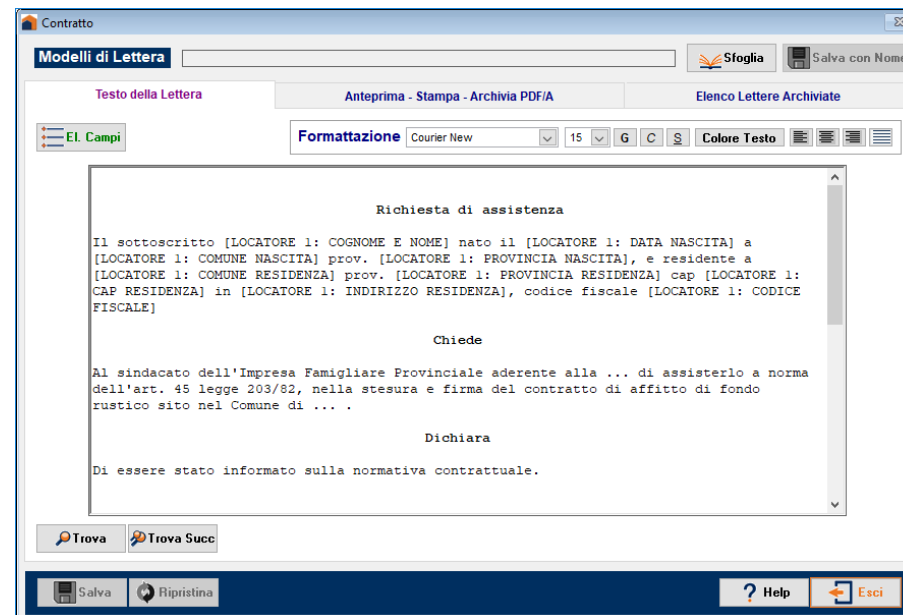 Contratto
Modelli di Lettera
Sfoglia
Salva con Nome
Testo della Lettera
Anteprima - Stampa - Archivia PDF/A
Elenco Lettere Archiviate
El. Campi
Formattazione Courier New 15 G C S Colore Testo
Richiesta di assistenza
Il sottoscritto [LOCATORE 1: COGNOME E NOME] nato il [LOCATORE 1: DATA NASCITA] a
[LOCATORE 1: COMUNE NASCITA] prov. [LOCATORE 1: PROVINCIA NASCITA], e residente a
[LOCATORE 1: COMUNE RESIDENZA] prov. [LOCATORE 1: PROVINCIA RESIDENZA] cap [LOCATORE 1:
CAP RESIDENZA] in [LOCATORE 1: INDIRIZZO RESIDENZA], codice fiscale [LOCATORE 1: CODICE
FISCALE]
Chiede
Al sindacato dell'Impresa Famigliare Provinciale aderente alla ... di assisterlo a norma
dell'art. 45 legge 203/82, nella stesura e firma del contratto di affitto di fondo
rustico sito nel Comune di ... .
Dichiara
Di essere stato informato sulla normativa contrattuale.
Trova
Trova Succ
Salva
Ripristina
? Help
Esci